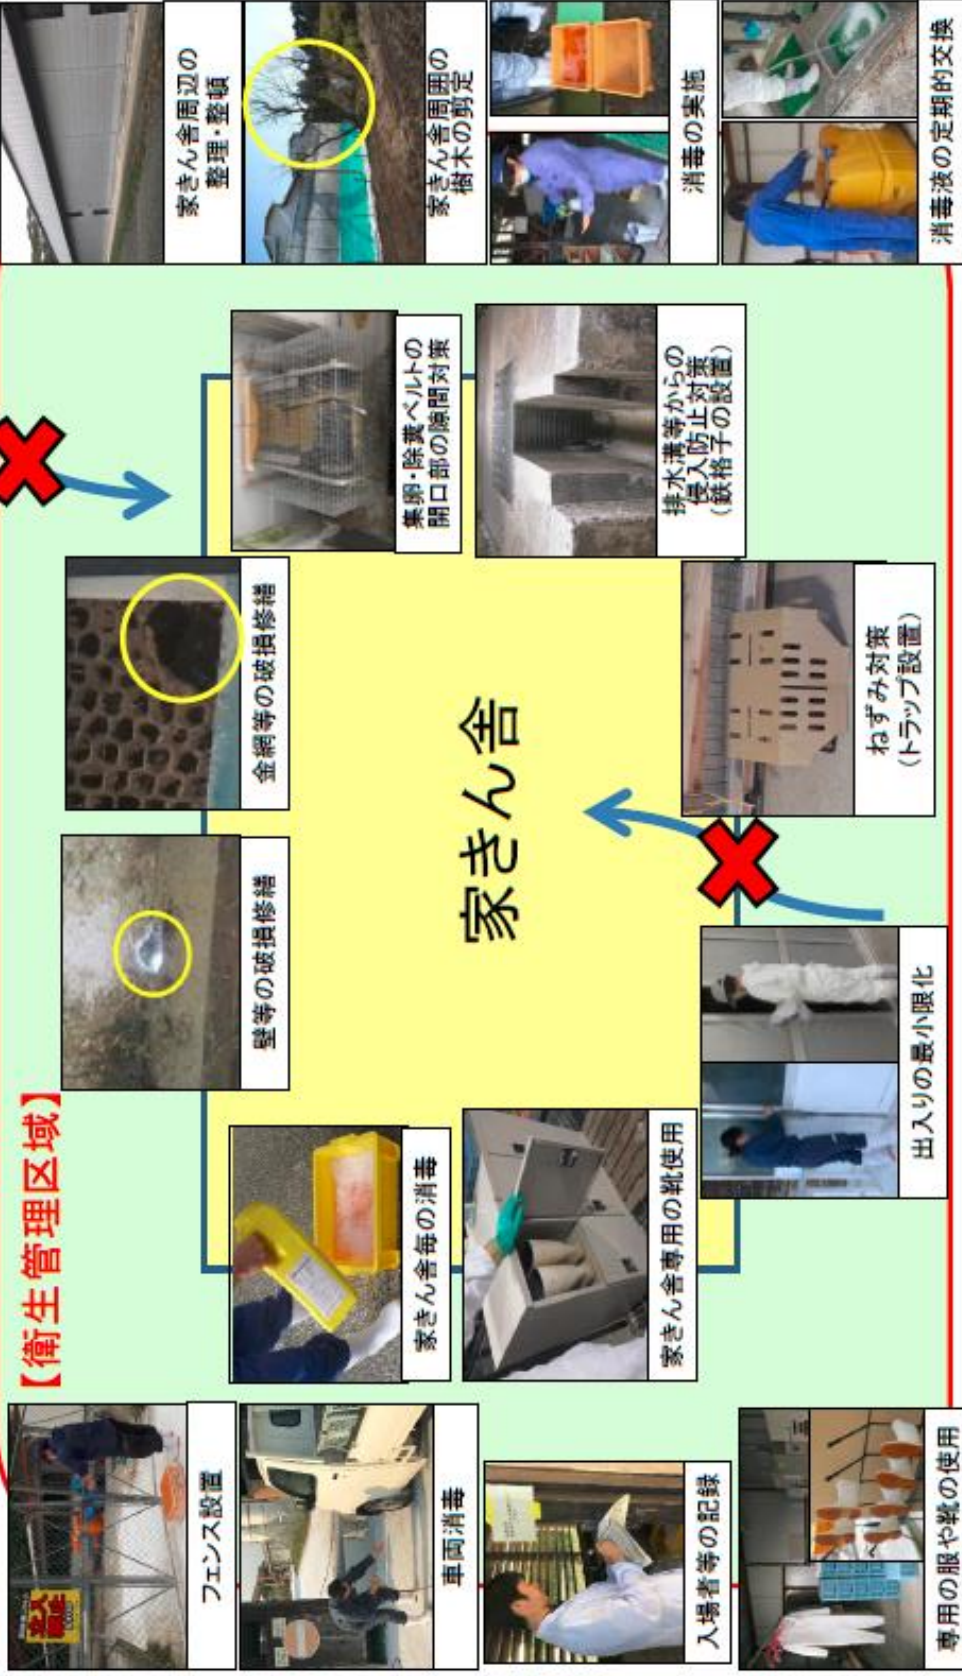 フェンス設置
車両消毒
入場者等の記録
専用の服や靴の使用
【衛生管理区域】
家きん舎毎の消毒
家きん舎専用の靴使用
出入りの最小限化
壁等の破損修繕
金網等の破損修繕
家きん舎
ねずみ対策
（トラップ設置）
集卵・除糞ベルトの
開口部の隙間対策
排水溝等からの
侵入防止対策
（鉄格子の設置）
家きん舎周辺の
整理・整頓
家きん舎周囲の
樹木の剪定
消毒の実施
消毒液の定期的交換